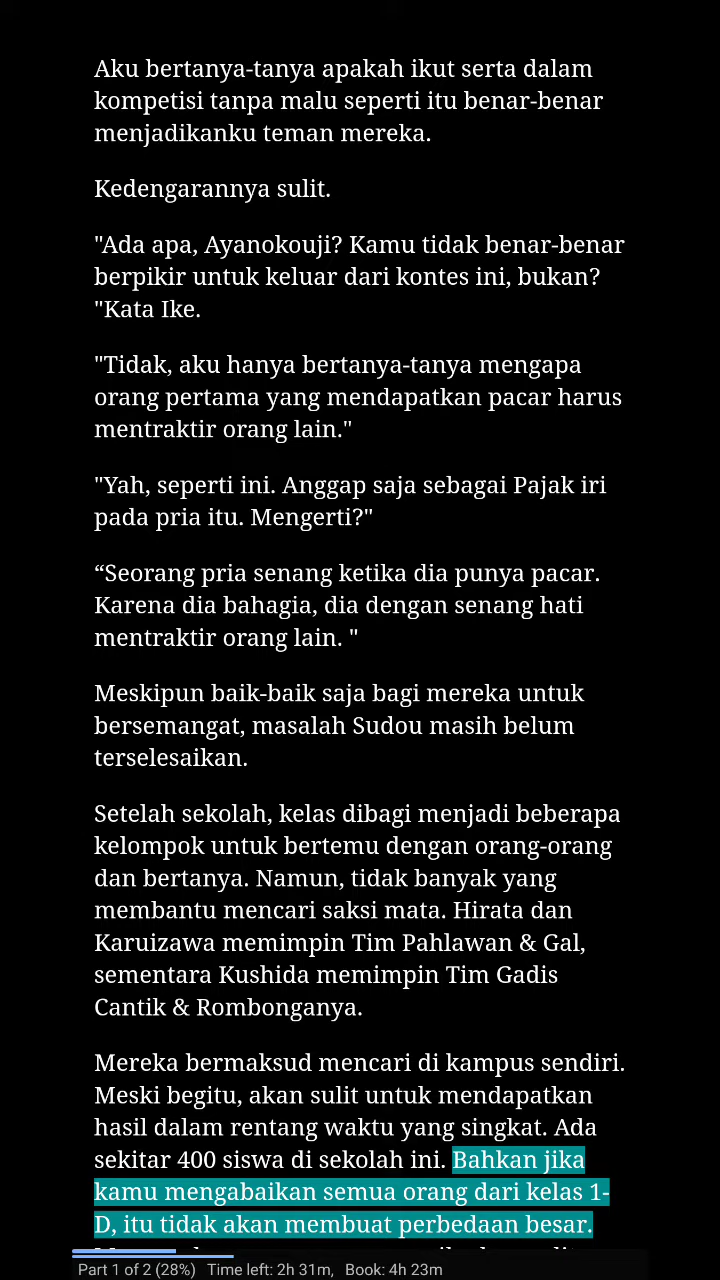 Aku bertanya-tanya apakah ikut serta dalam
kompetisi tanpa malu seperti itu benar-benar
menjadikanku teman mereka.
Kedengarannya sulit.
"Ada apa, Ayanokouji? Kamu tidak benar-benar
berpikir untuk keluar dari kontes ini, bukan?
"Kata Ike.
"Tidak, aku hanya bertanya-tanya mengapa
orang pertama yang mendapatkan pacar harus
mentraktir orang lain."
"Yah, seperti ini. Anggap saja sebagai Pajak iri
pada pria itu. Mengerti?"
“Seorang pria senang ketika dia punya pacar.
Karena dia bahagia, dia dengan senang hati
mentraktir orang lain. "
Meskipun baik-baik saja bagi mereka untuk
bersemangat, masalah Sudou masih belum
terselesaikan.
Setelah sekolah, kelas dibagi menjadi beberapa
kelompok untuk bertemu dengan orang-orang
dan bertanya. Namun, tidak banyak yang
membantu mencari saksi mata. Hirata dan
Karuizawa memimpin Tim Pahlawan & Gal,
sementara Kushida memimpin Tim Gadis
Cantik & Rombonganya.
Mereka bermaksud mencari di kampus sendiri.
Meski begitu, akan sulit untuk mendapatkan
hasil dalam rentang waktu yang singkat. Ada
sekitar 400 siswa di sekolah ini. Bahkan jika
kamu mengabaikan semua orang dari kelas 1-
D, itu tidak akan membuat perbedaan besar.
Part 1 of 2 (28%) Time left: 2h 31m, Book: 4h 23m